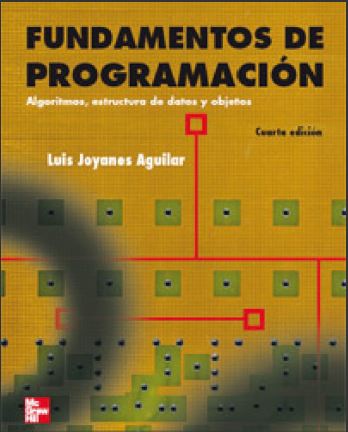 FUNDAMENTOS DE
PROGRAMACIÓN
Algoritmos, estructura de datos y objetos
Cuarta edición
Luis Joyanes Aguilar
Mc
Graw
Hill